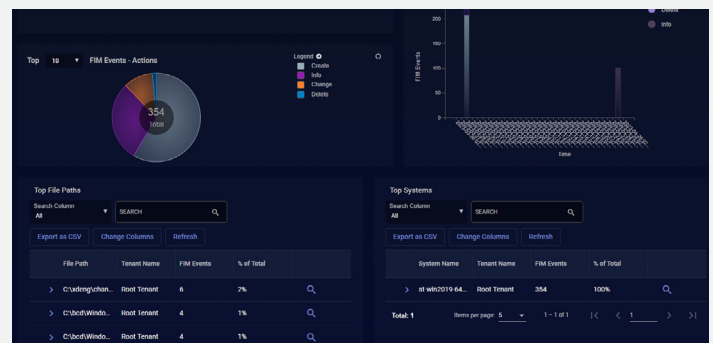 Delete
Info
200
150
100
50
0
FIM Events
Time
Top 10 FIM Events - Actions
Legend
Create
Info
Change
Delete
354
Total
Top File Paths
Search Column
All
SEARCH
Export as CSV Change Columns Refresh
File Path Tenant Name FIM Events % of Total
C:\xdeng\chan... Root Tenant 6 2%
C:\bcd\Windo... Root Tenant 4 1%
C:\bcd\Windo... Root Tenant 4 1%
Top Systems
Search Column
All
SEARCH
Export as CSV Change Columns Refresh
System Name Tenant Name FIM Events % of Total
st-win2019-64... Root Tenant 354 100%
Total: 1 Items per page: 5 1 – 1 of 1 |< < 1 > >|